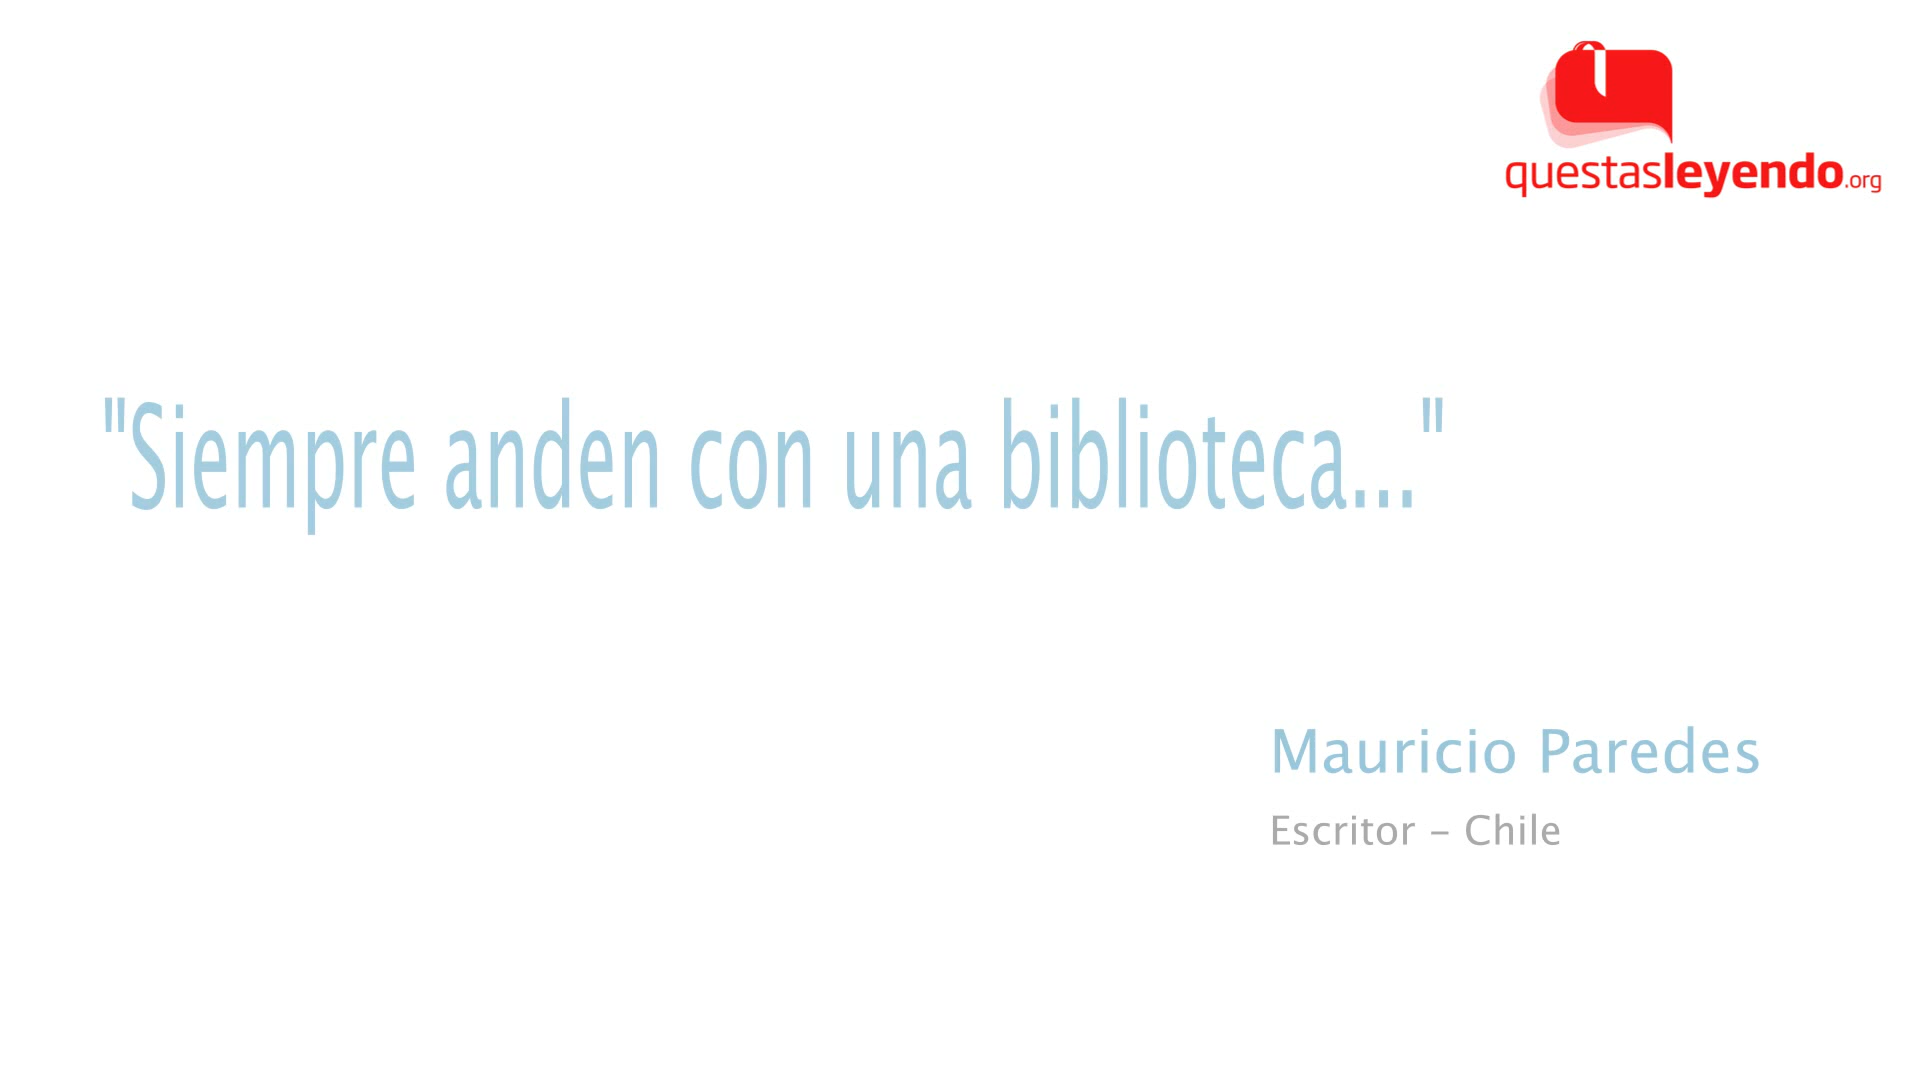 questasleyendo.org
"Siempre anden con una biblioteca..."
Mauricio Paredes
Escritor – Chile